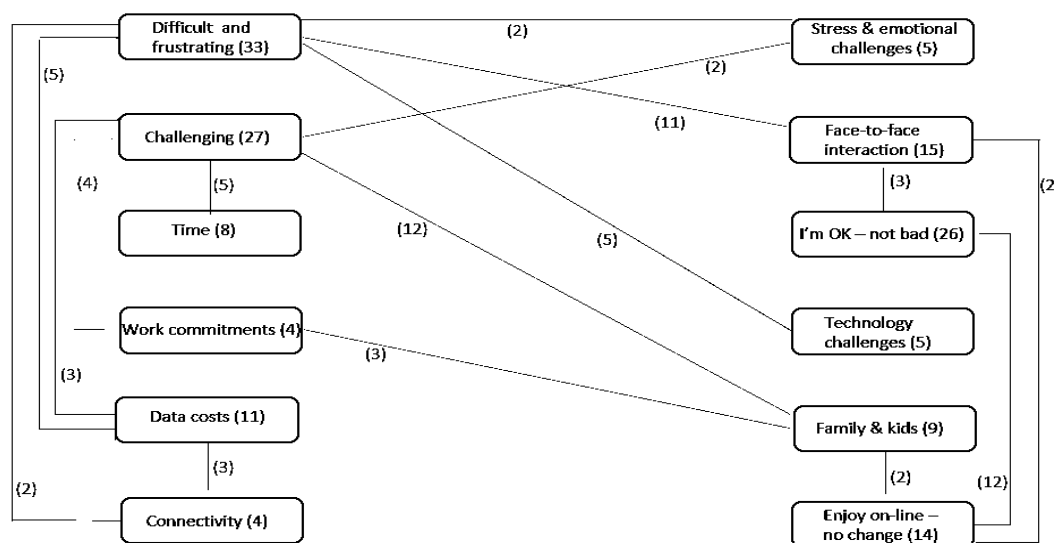 Difficult and
frustrating (33)
(2)
Stress & emotional
challenges (5)
(5)
(2)
Challenging (27)
(11)
Face-to-face
interaction (15)
(4)
(5)
(3)
(2
Time (8)
(12)
(5)
I'm OK – not bad (26)
Work commitments (4)
Technology
challenges (5)
(3)
(3)
Data costs (11)
Family & kids (9)
(3)
(2)
(2)
(12)
Connectivity (4)
Enjoy on-line –
no change (14)